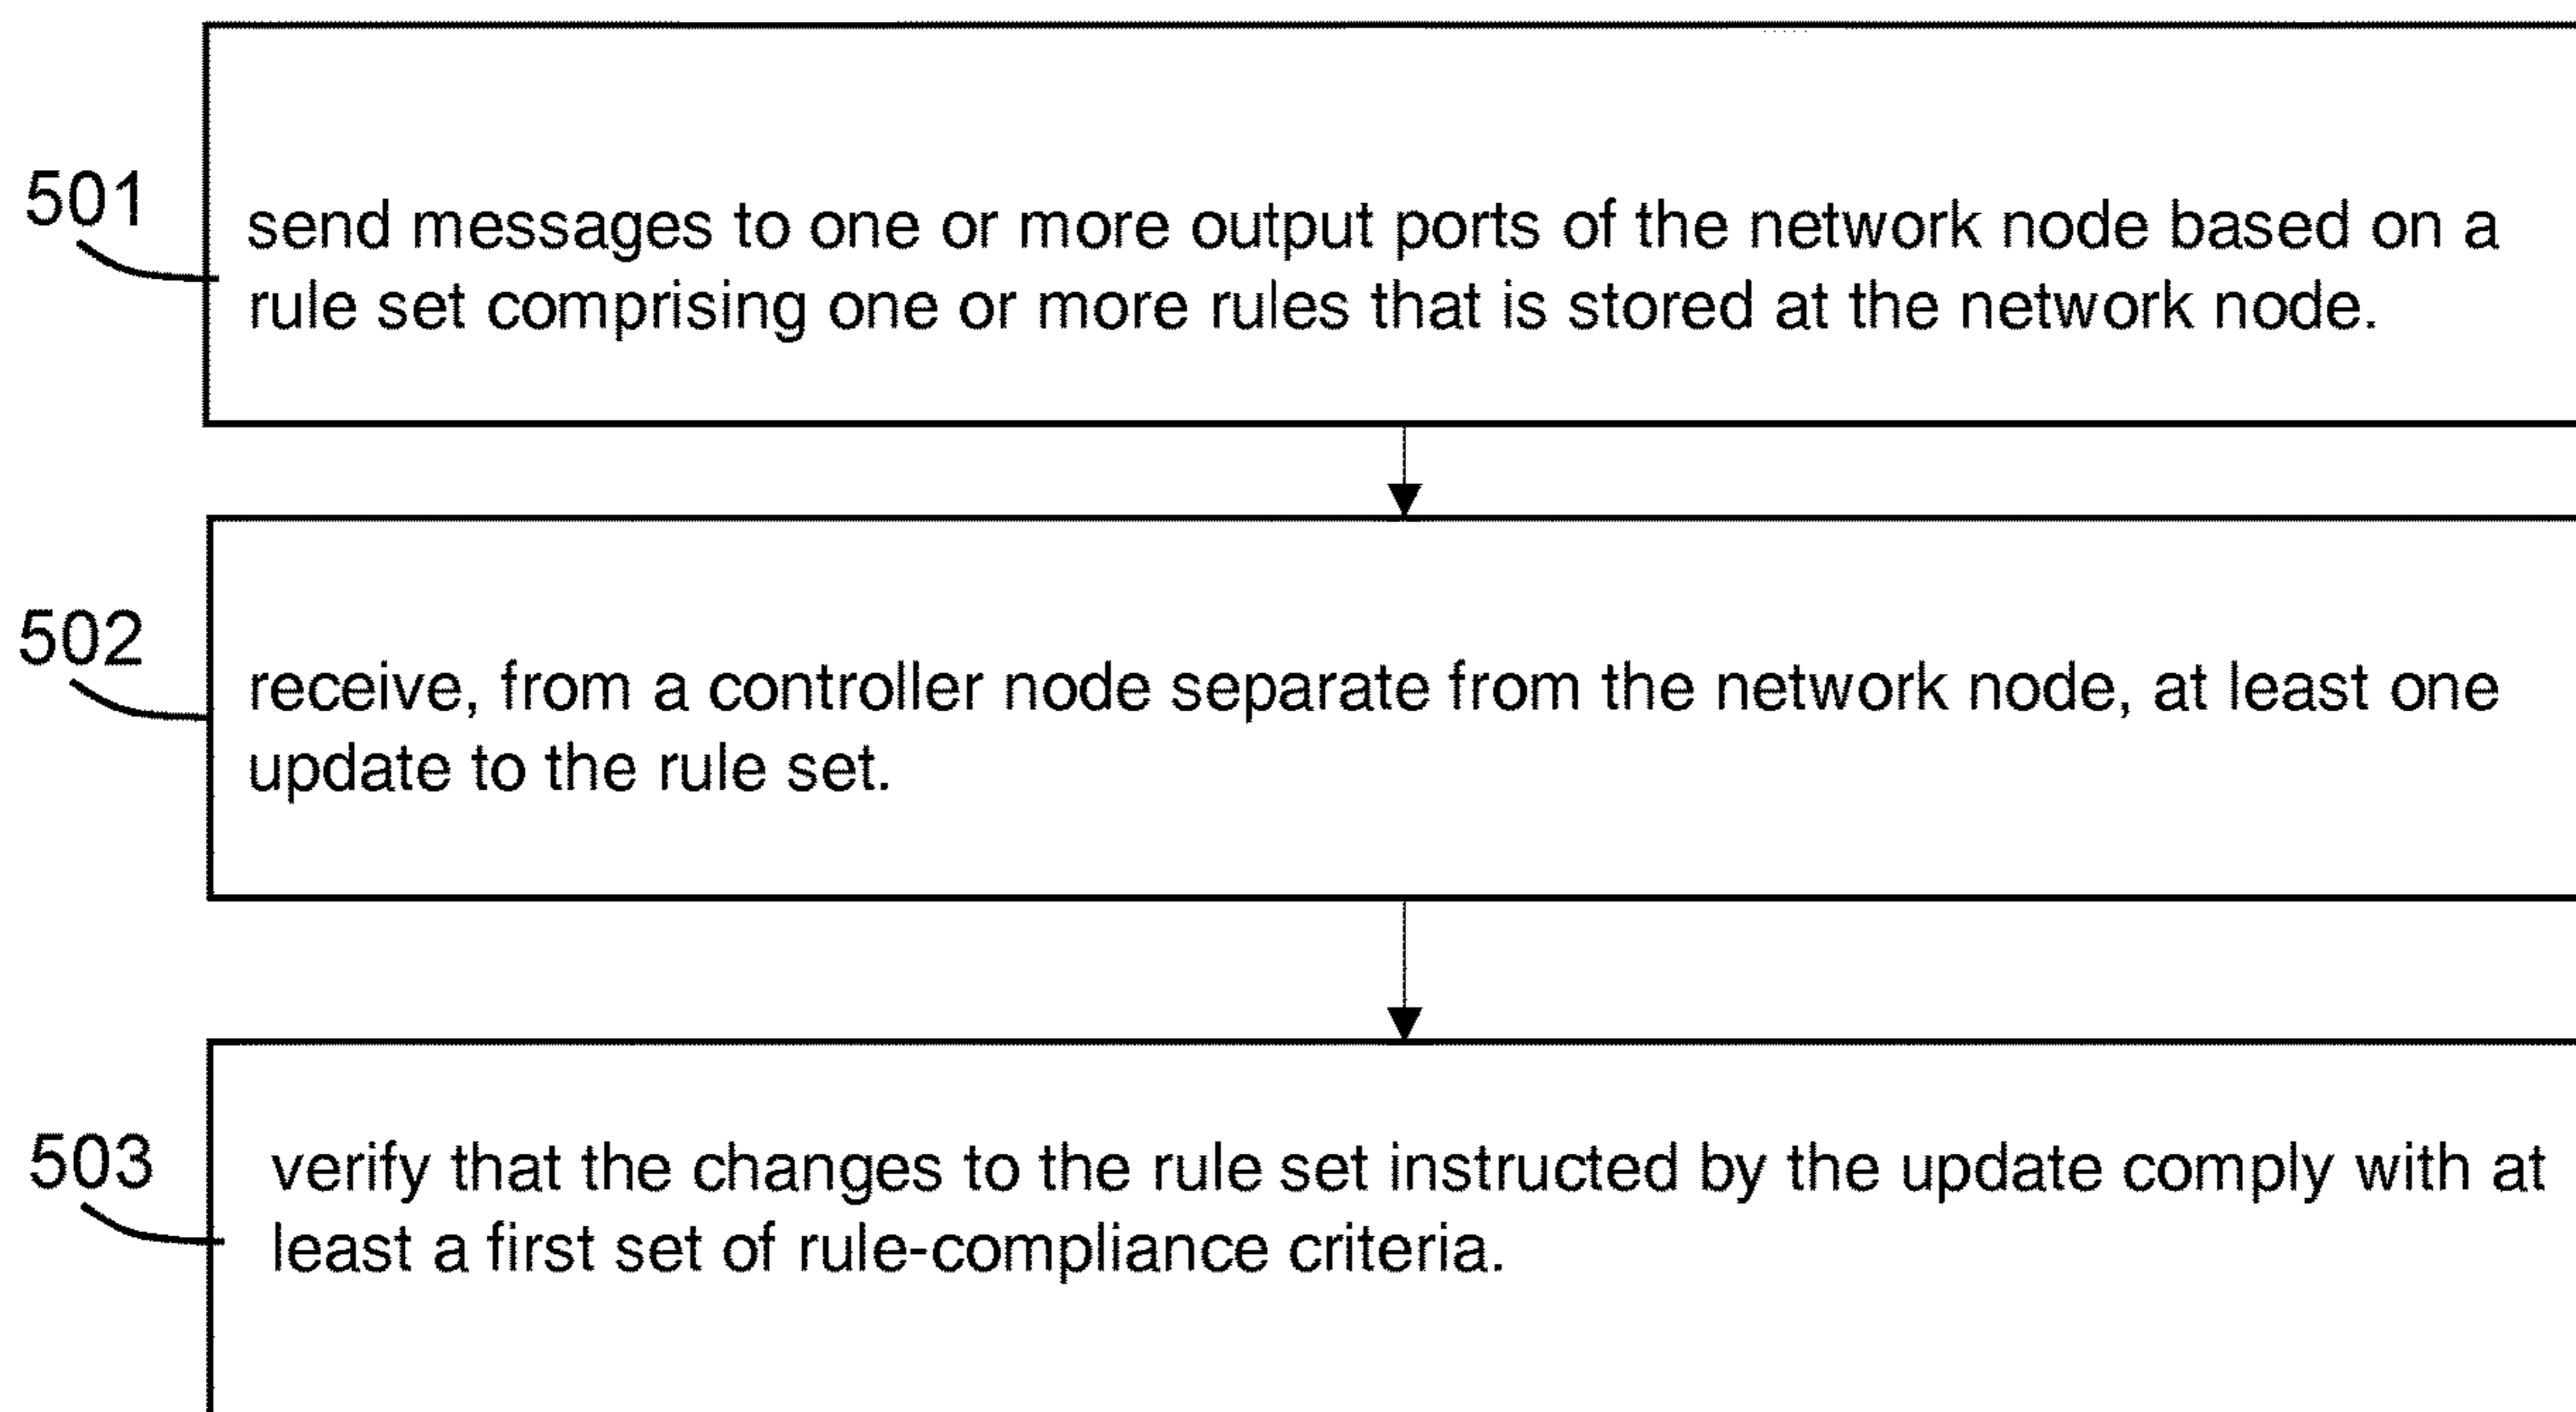 501
send messages to one or more output ports of the network node based on a
rule set comprising one or more rules that is stored at the network node.
502
receive, from a controller node separate from the network node, at least one
update to the rule set.
503
verify that the changes to the rule set instructed by the update comply with at
least a first set of rule-compliance criteria.